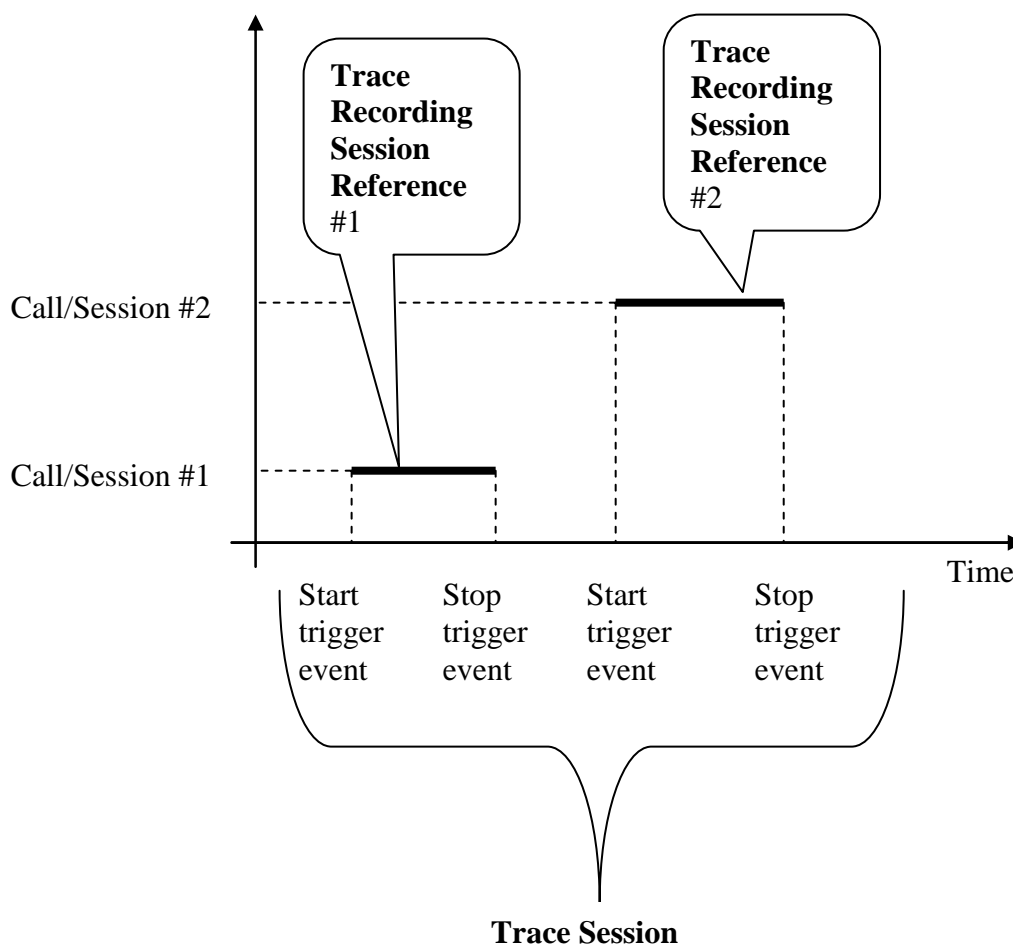 Trace
Recording
Session
Reference
#1
Trace
Recording
Session
Reference
#2
Call/Session #2
Call/Session #1
Time
Start
trigger
event
Stop
trigger
event
Start
trigger
event
Stop
trigger
event
Trace Session